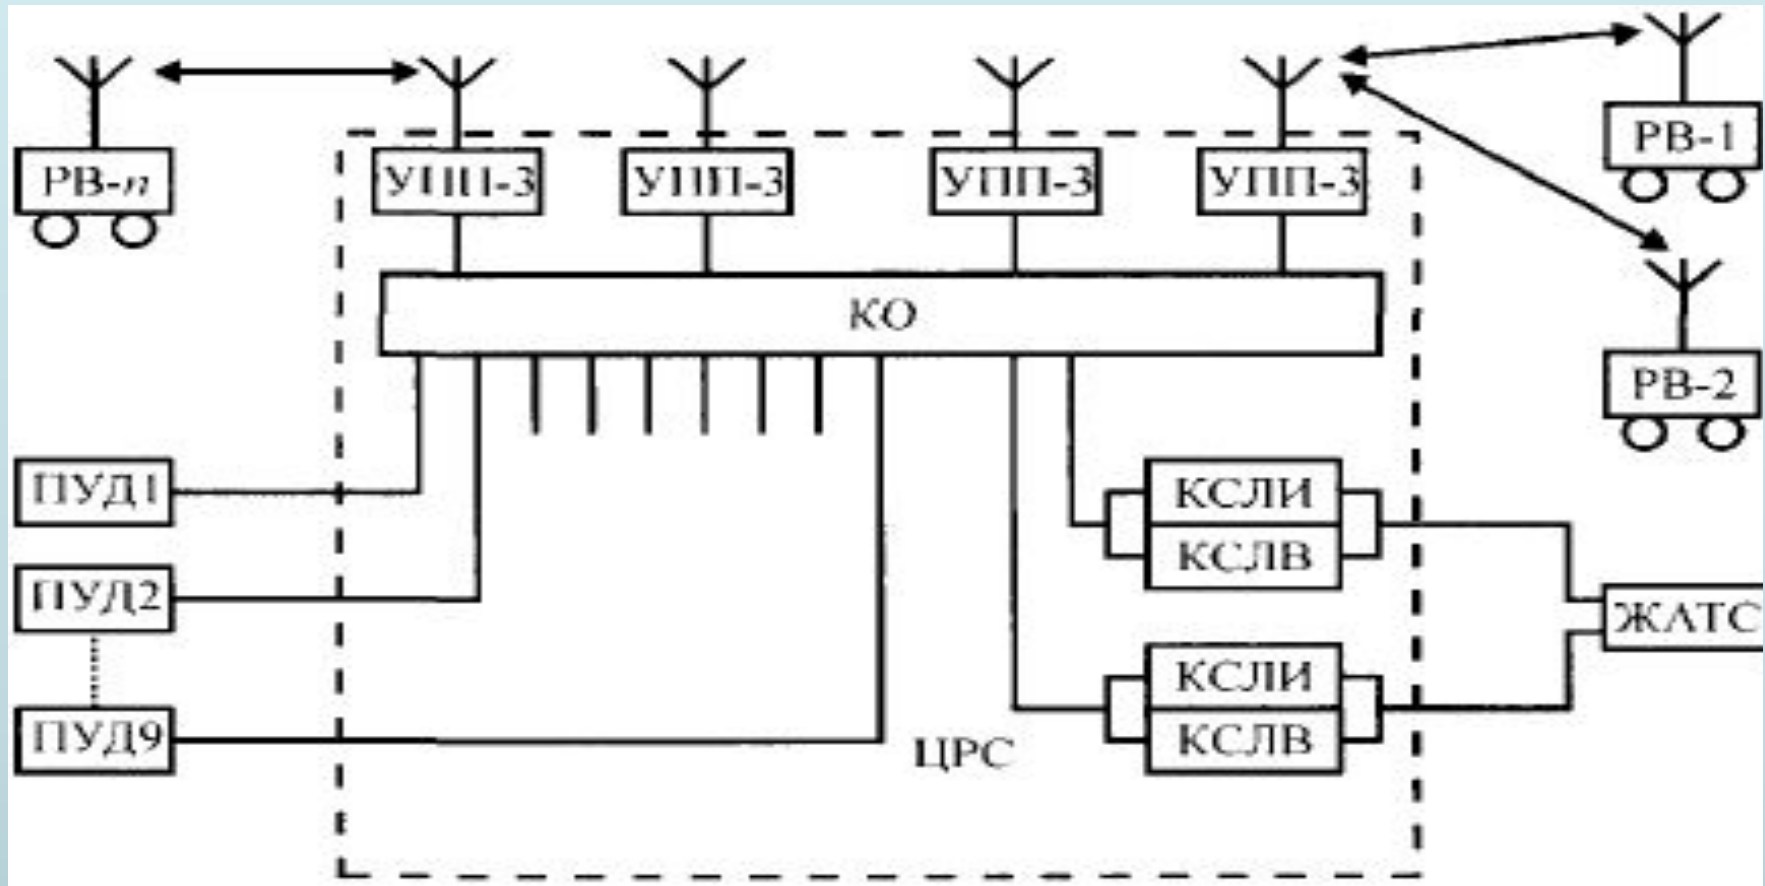 РВ-n
УПП-3
УПП-3
УПП-3
УПП-3
РВ-1
КО
РВ-2
ПУД1
КСЛИ
КСЛВ
ПУД2
ЖАТС
КСЛИ
КСЛВ
ПУД9
ЦРС